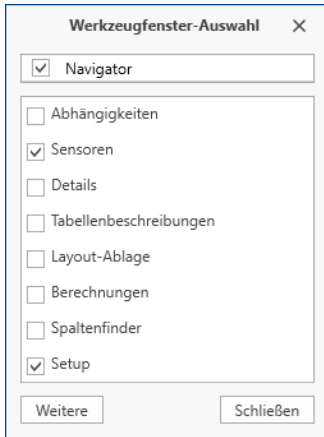 Werkzeugfenster-Auswahl
Navigator
Abhängigkeiten
Sensoren
Details
Tabellenbeschreibungen
Layout-Ablage
Berechnungen
Spaltenfinder
Setup
Weitere Schließen